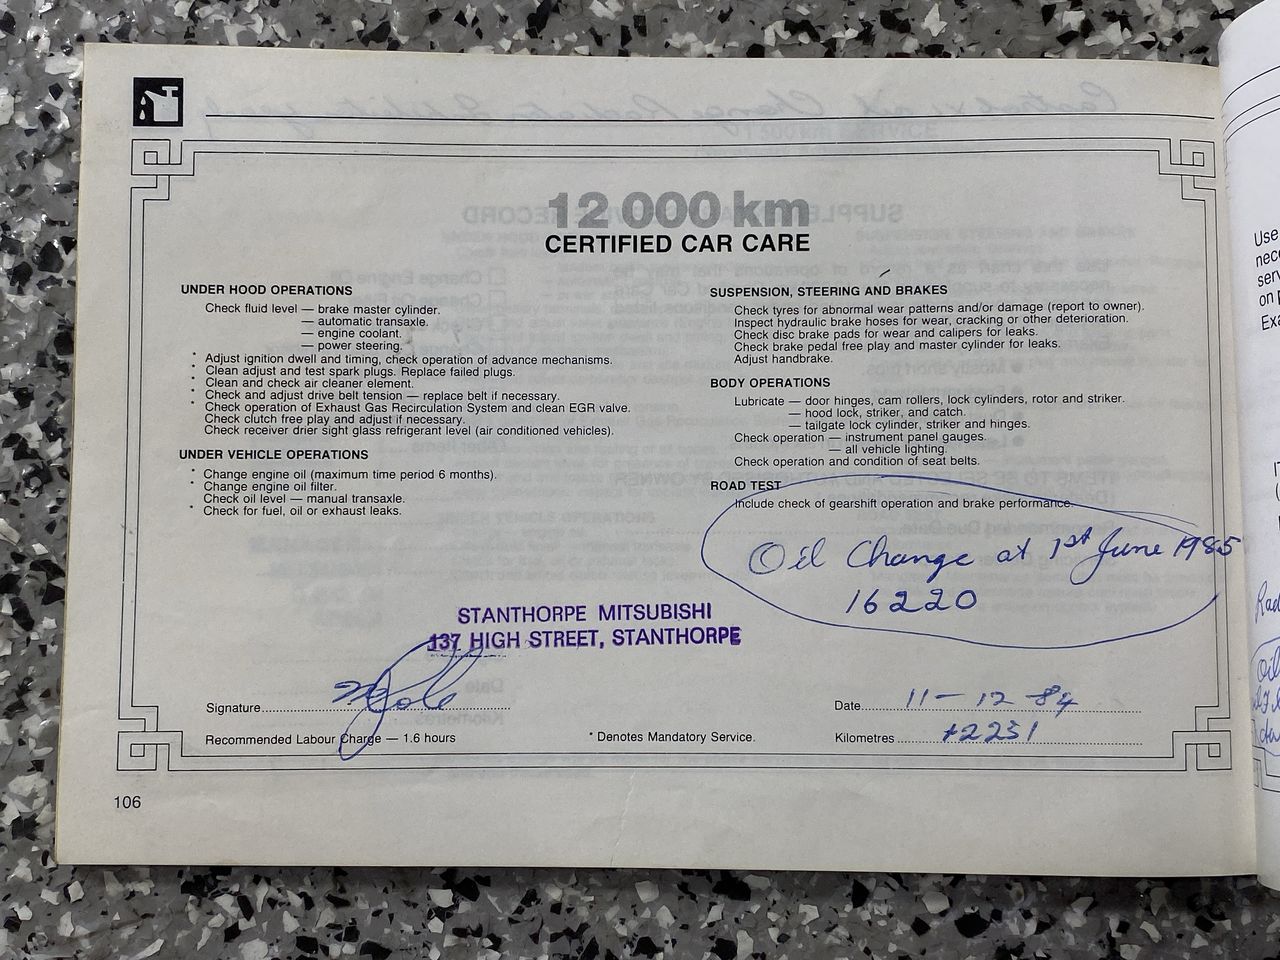 12 000 km
CERTIFIED CAR CARE
UNDER HOOD OPERATIONS
Check fluid level — brake master cylinder.
— automatic transaxle.
— engine coolant.
— power steering.
* Adjust ignition dwell and timing, check operation of advance mechanisms.
* Clean adjust and test spark plugs. Replace failed plugs.
* Clean and check air cleaner element.
* Check and adjust drive belt tension — replace belt if necessary.
* Check operation of Exhaust Gas Recirculation System and clean EGR valve.
Check clutch free play and adjust if necessary.
Check receiver drier sight glass refrigerant level (air conditioned vehicles).
UNDER VEHICLE OPERATIONS
* Change engine oil (maximum time period 6 months).
* Change engine oil filter.
Check oil level — manual transaxle.
* Check for fuel, oil or exhaust leaks.
SUSPENSION, STEERING AND BRAKES
Check tyres for abnormal wear patterns and/or damage (report to owner).
Inspect hydraulic brake hoses for wear, cracking or other deterioration.
Check disc brake pads for wear and calipers for leaks.
Check brake pedal free play and master cylinder for leaks.
Adjust handbrake.
BODY OPERATIONS
Lubricate — door hinges, cam rollers, lock cylinders, rotor and striker.
— hood lock, striker, and catch.
— tailgate lock cylinder, striker and hinges.
Check operation — instrument panel gauges.
— all vehicle lighting.
Check operation and condition of seat belts.
ROAD TEST
Include check of gearshift operation and brake performance.
Oil Change at 1st June 1985
16220
STANTHORPE MITSUBISHI
137 HIGH STREET, STANTHORPE
Signature
Date 11-12-84
Recommended Labour Charge — 1.6 hours
* Denotes Mandatory Service.
Kilometres 12251
106
Use